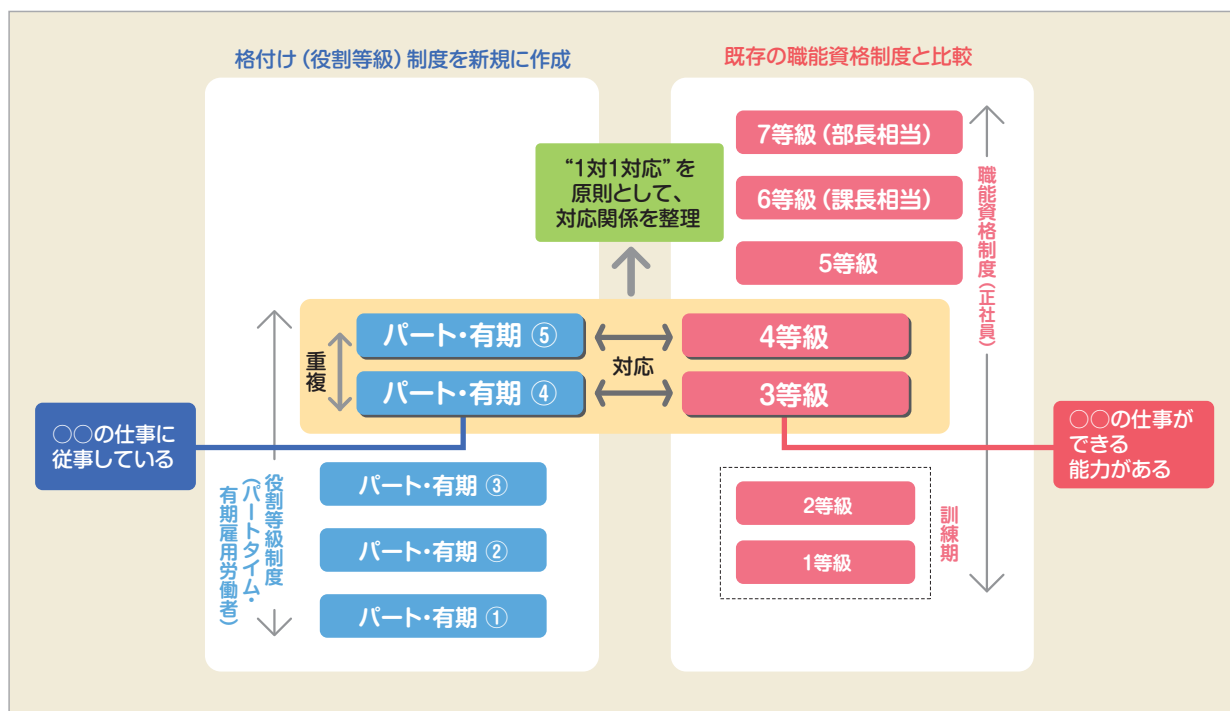 格付け（役割等級）制度を新規に作成
既存の職能資格制度と比較
7等級（部長相当）
6等級（課長相当）
5等級
職能資格制度（正社員）
“1対1対応”を
原則として、
対応関係を整理
重複
パート・有期 ⑤
パート・有期 ④
対応
4等級
3等級
○○の仕事に
従事している
○○の仕事が
できる
能力がある
役割等級制度
（パートタイム・
有期雇用労働者）
パート・有期 ③
パート・有期 ②
パート・有期 ①
2等級
1等級
訓練期